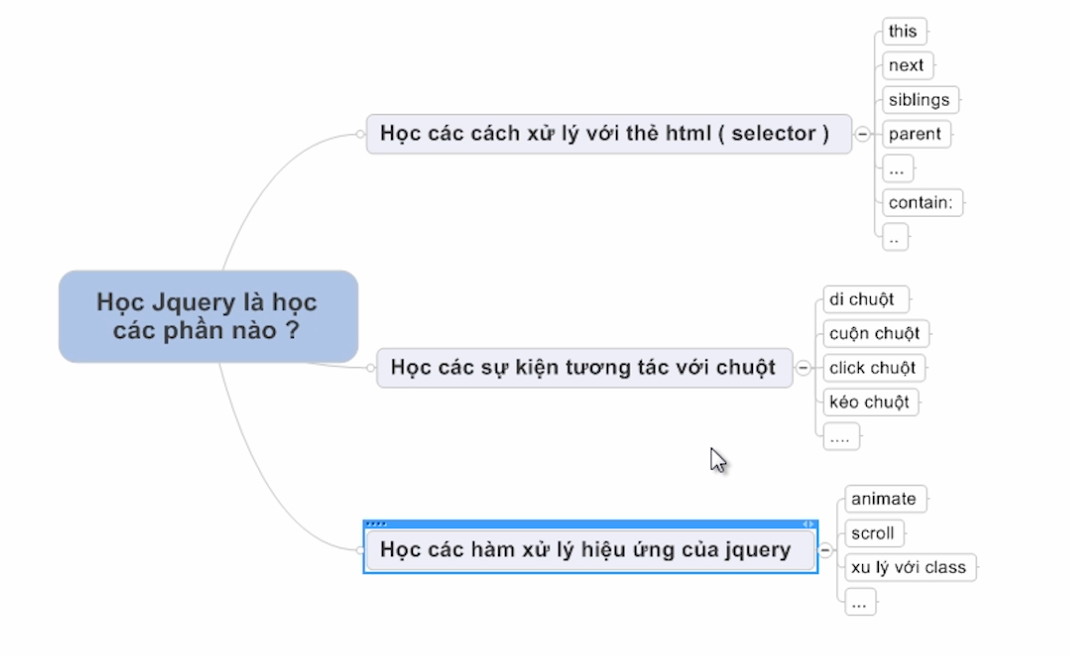 Học Jquery là học
các phần nào ?
Học các cách xử lý với thẻ html ( selector )
this
next
siblings
parent
...
contain:
..
Học các sự kiện tương tác với chuột
di chuột
cuộn chuột
click chuột
kéo chuột
....
Học các hàm xử lý hiệu ứng của jquery
animate
scroll
xu lý với class
...